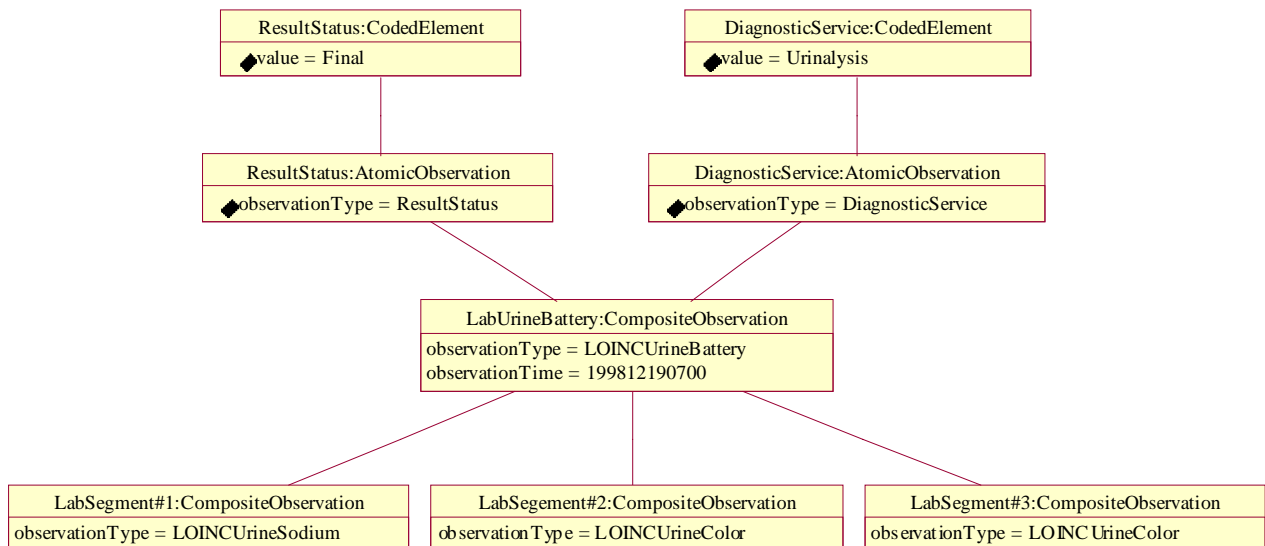 ResultStatus:CodedElement
value = Final
DiagnosticService:CodedElement
value = Urinalysis
ResultStatus:AtomicObservation
observationType = ResultStatus
DiagnosticService:AtomicObservation
observationType = DiagnosticService
LabUrineBattery:CompositeObservation
observationType = LOINCUrineBattery
observationTime = 199812190700
LabSegment#1:CompositeObservation
observationType = LOINCUrineSodium
LabSegement#2:CompositeObservation
observationType = LOINCUrineColor
LabSegment#3:CompositeObservation
observationType = LOINCUrineColor